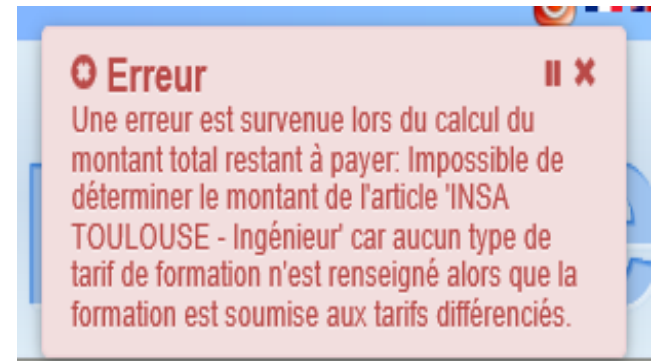 Erreur
Une erreur est survenue lors du calcul du
montant total restant à payer: Impossible de
déterminer le montant de l'article 'INSA
TOULOUSE - Ingénieur' car aucun type de
tarif de formation n'est renseigné alors que la
formation est soumise aux tarifs différenciés.